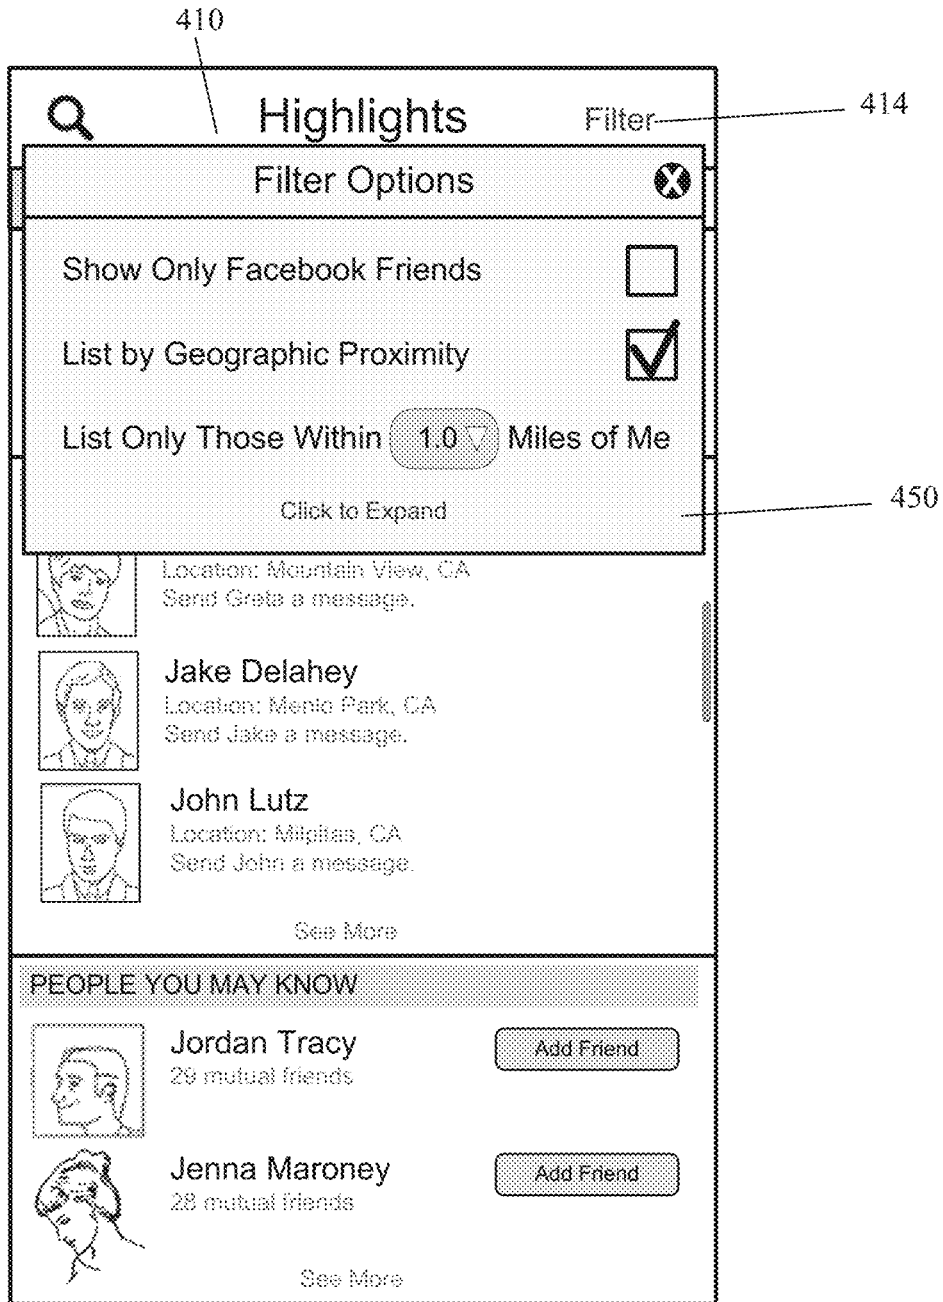 410
Highlights
Filter
414
Filter Options
X
Show Only Facebook Friends
List by Geographic Proximity
List Only Those Within 1.0 Miles of Me
Click to Expand
450
Location: Mountain View, CA
Send Greta a message.
Jake Delahey
Location: Menlo Park, CA
Send Jake a message.
John Lutz
Location: Milpitas, CA
Send John a message.
See More
PEOPLE YOU MAY KNOW
Jordan Tracy
Add Friend
29 mutual friends
Jenna Maroney
Add Friend
28 mutual friends
See More